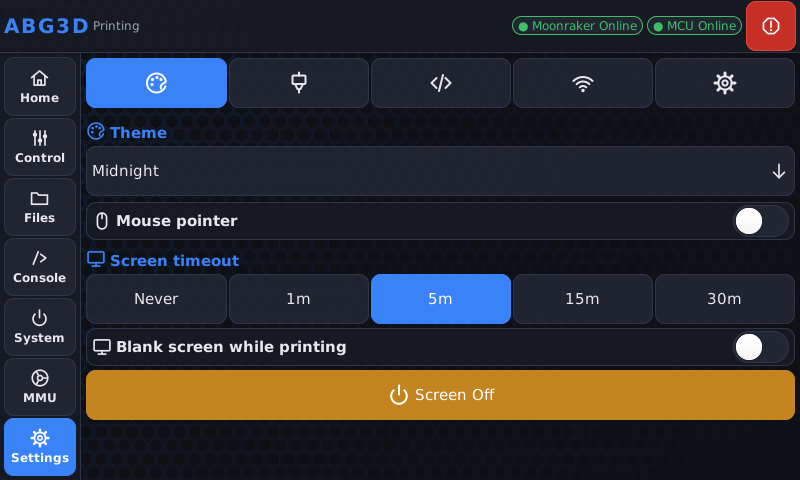 ABG3D Printing
Moonraker Online
MCU Online
Home
Control
Files
Console
System
MMU
Settings
Theme
Midnight
Mouse pointer
Screen timeout
Never
1m
5m
15m
30m
Blank screen while printing
Screen Off